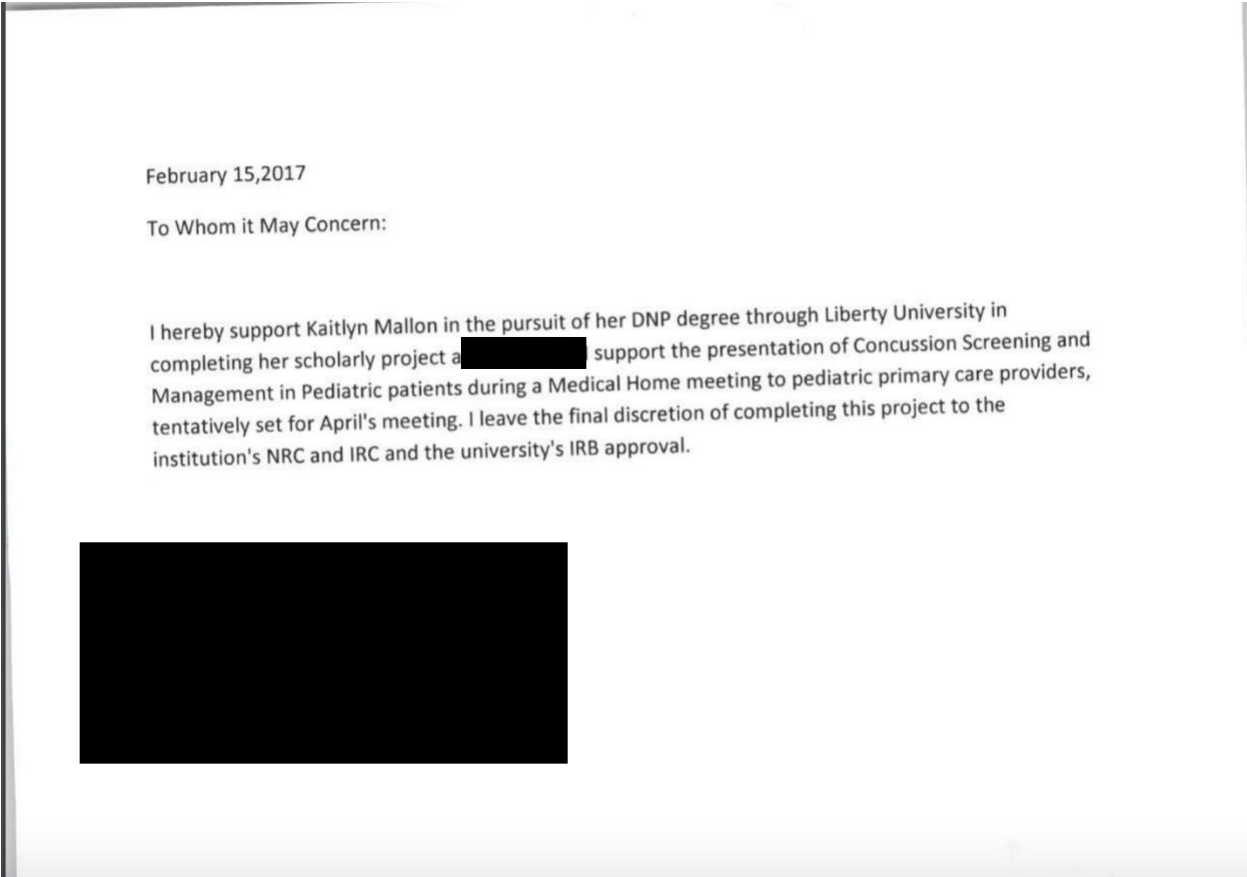 February 15,2017
To Whom it May Concern:
I hereby support Kaitlyn Mallon in the pursuit of her DNP degree through Liberty University in
completing her scholarly project a support the presentation of Concussion Screening and
Management in Pediatric patients during a Medical Home meeting to pediatric primary care providers,
tentatively set for April's meeting. I leave the final discretion of completing this project to the
institution's NRC and IRC and the university's IRB approval.